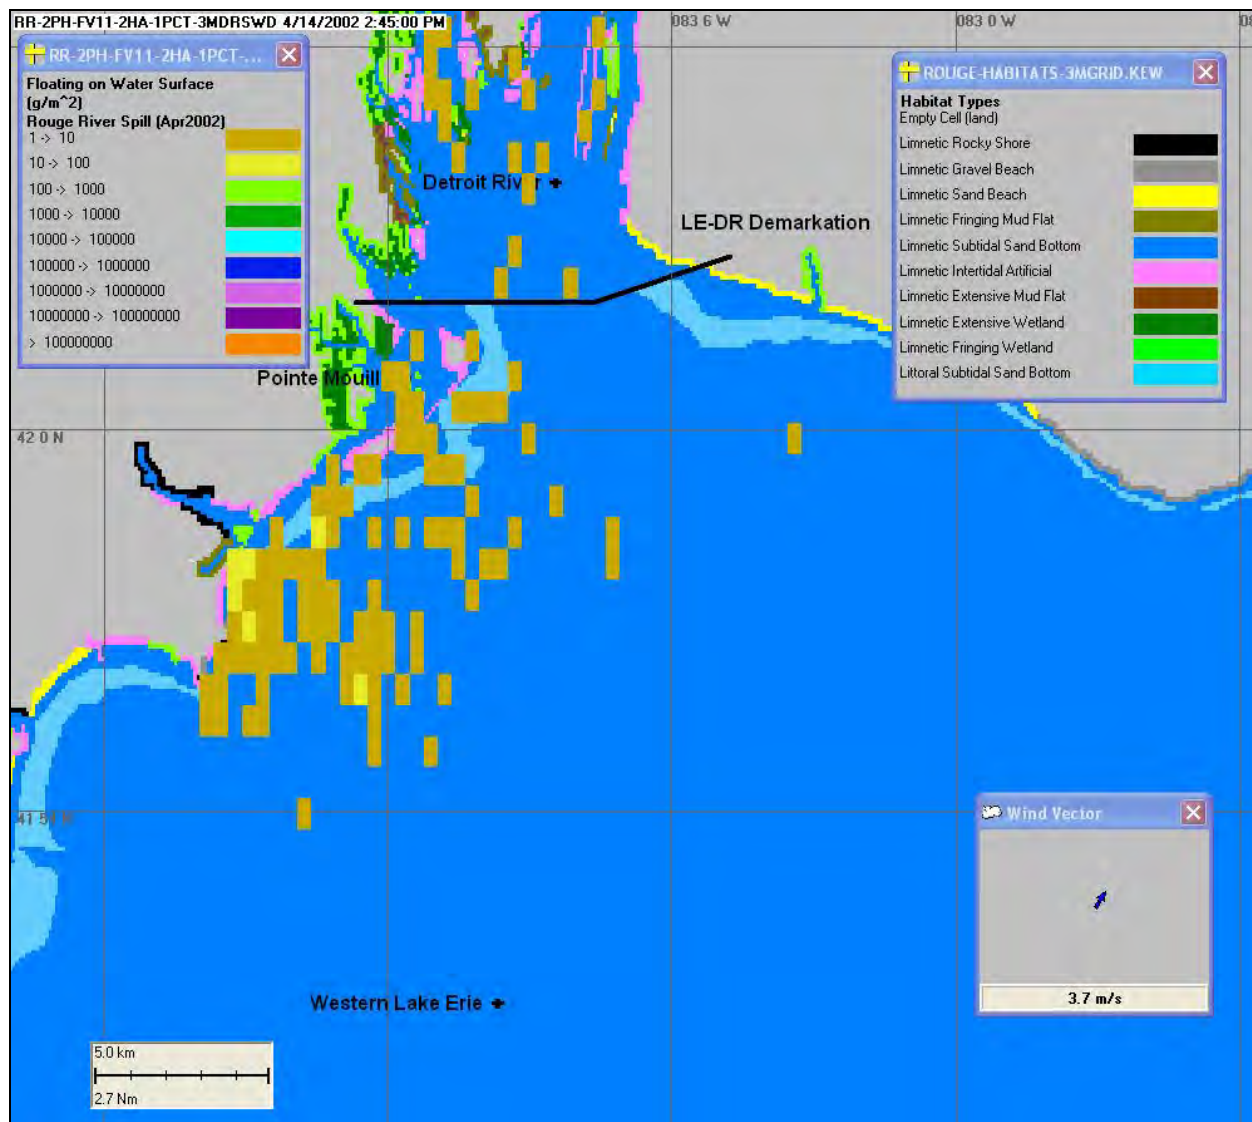 RR-2PH-FV11-2HA-1PCT-3MDRSWD 4/14/2002 2:45:00 PM
083 6 W
083 0 W
RR-2PH-FV11-2HA-1PCT-...
Floating on Water Surface
(g/m^2)
Rouge River Spill (Apr2002)
1 -> 10
10 -> 100
100 -> 1000
1000 -> 10000
10000 -> 100000
100000 -> 1000000
1000000 -> 10000000
10000000 -> 100000000
> 100000000
ROUGE-HABITATS-3MGRID.KEW
Habitat Types
Empty Cell (land)
Limnetic Rocky Shore
Limnetic Gravel Beach
Limnetic Sand Beach
Limnetic Fringing Mud Flat
Limnetic Subtidal Sand Bottom
Limnetic Intertidal Artificial
Limnetic Extensive Mud Flat
Limnetic Extensive Wetland
Limnetic Fringing Wetland
Littoral Subtidal Sand Bottom
Detroit River
LE-DR Demarkation
Pointe Mouill
42 0 N
Wind Vector
3.7 m/s
Western Lake Erie
5.0 km
2.7 Nm